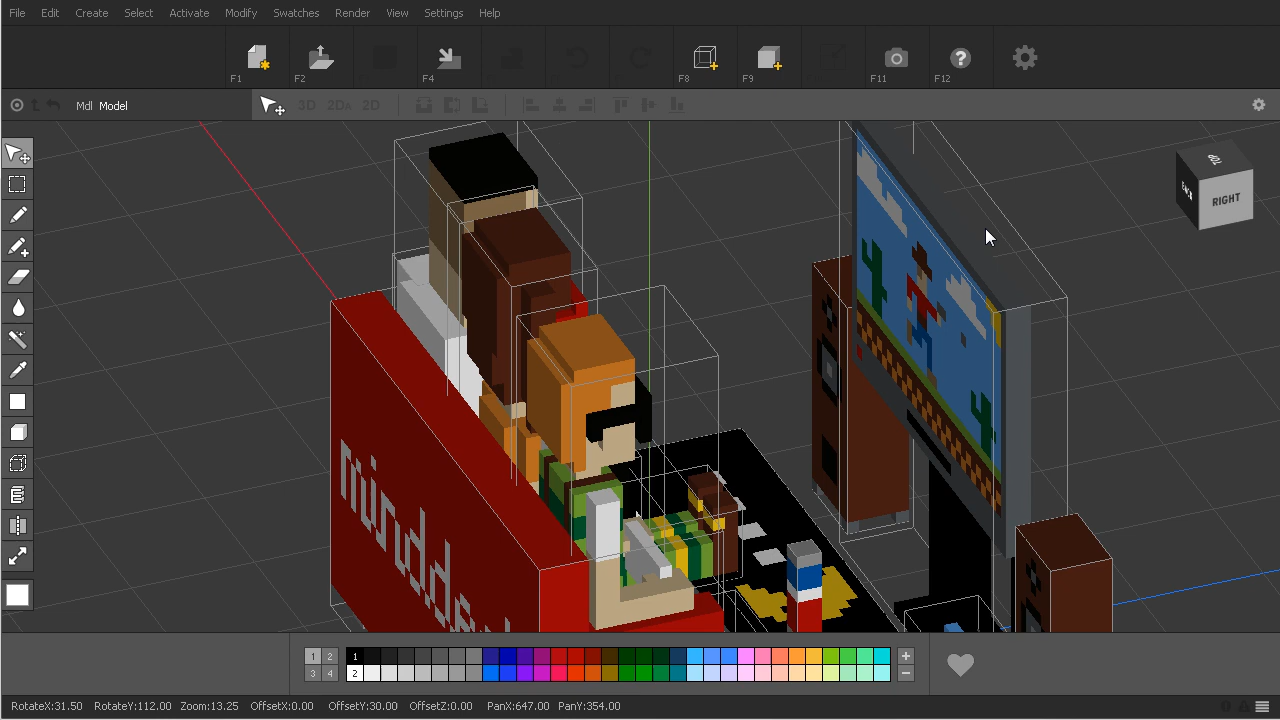 File Edit Create Select Activate Modify Swatches Render View Settings Help
F1 F2 F4 F8 F9 F11 F12
Mdl Model 3D 2DA 2D
RIGHT
1 2 1
3 4 2
RotateX:31.50 RotateY:112.00 Zoom:13.25 OffsetX:0.00 OffsetY:30.00 OffsetZ:0.00 PanX:647.00 PanY:354.00